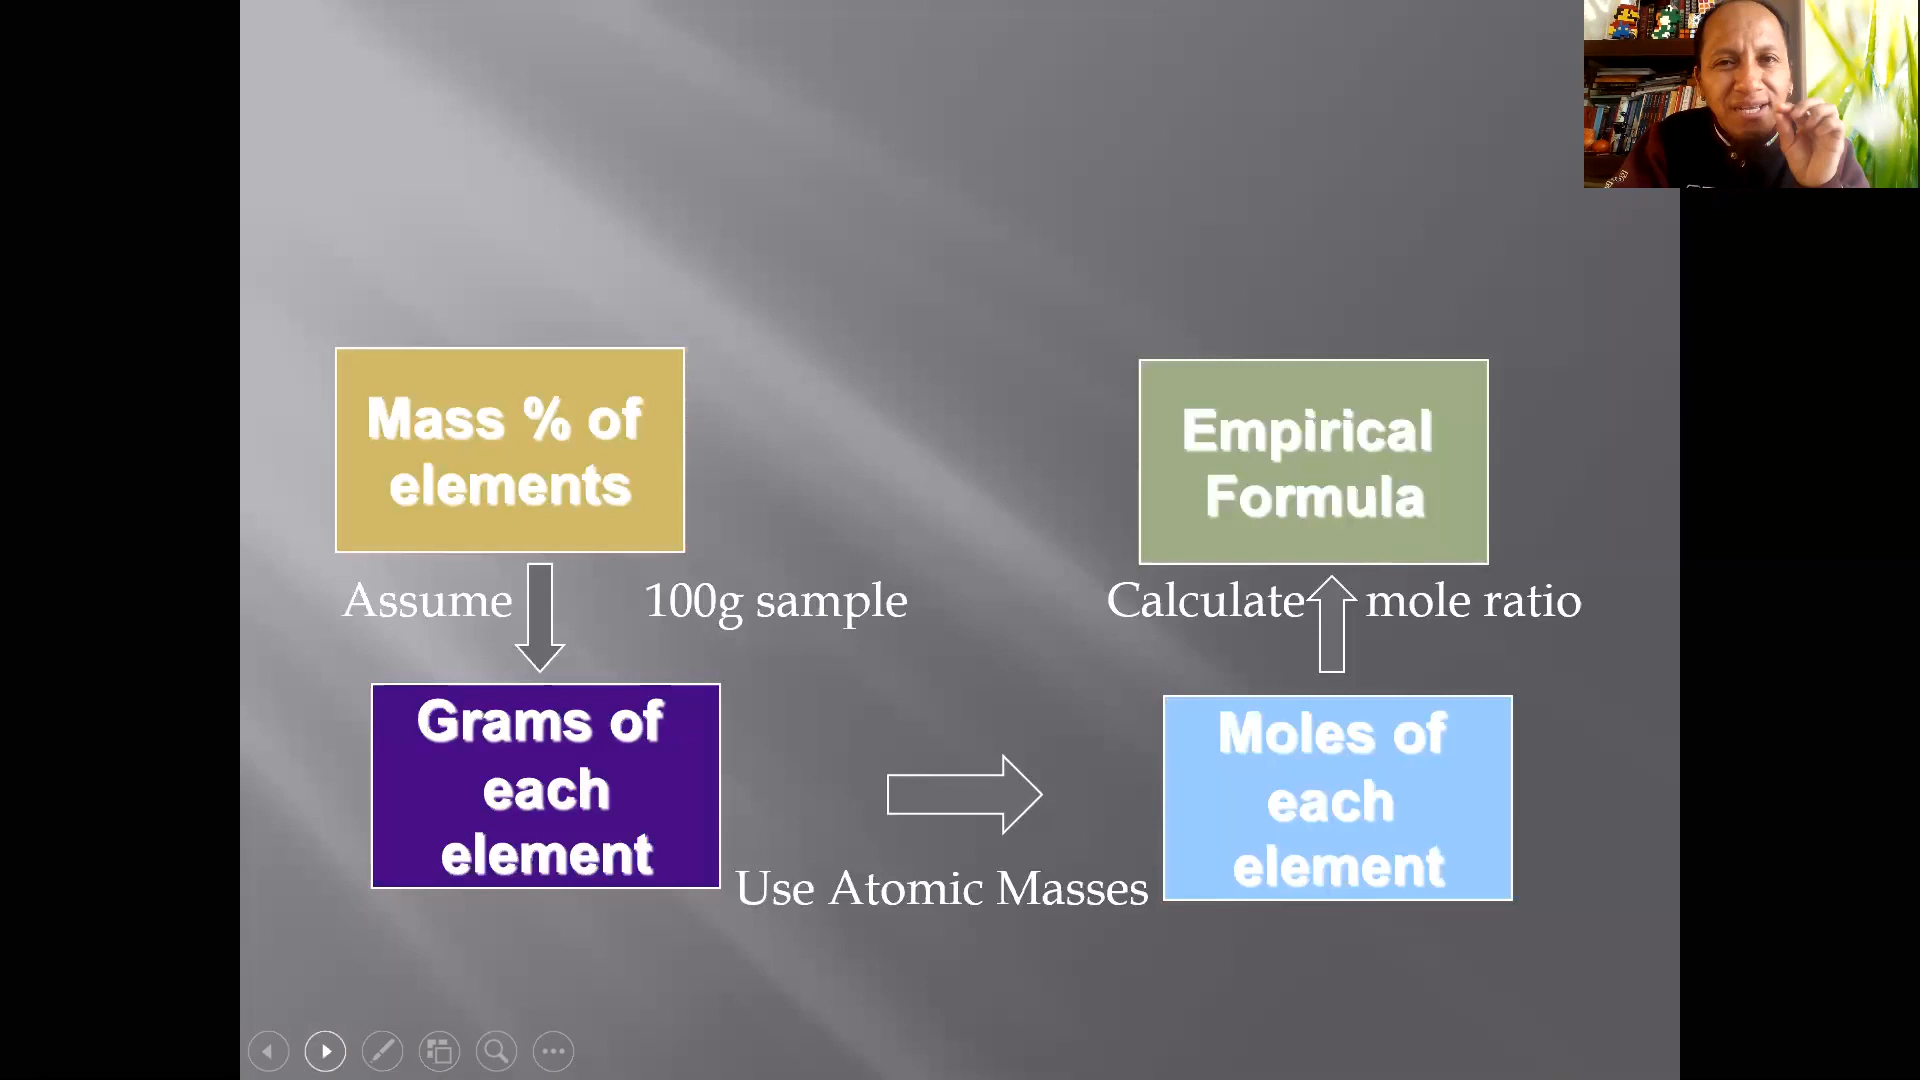 Mass % of
elements
Assume 100g sample
Grams of
each
element
Use Atomic Masses
Moles of
each
element
Calculate mole ratio
Empirical
Formula